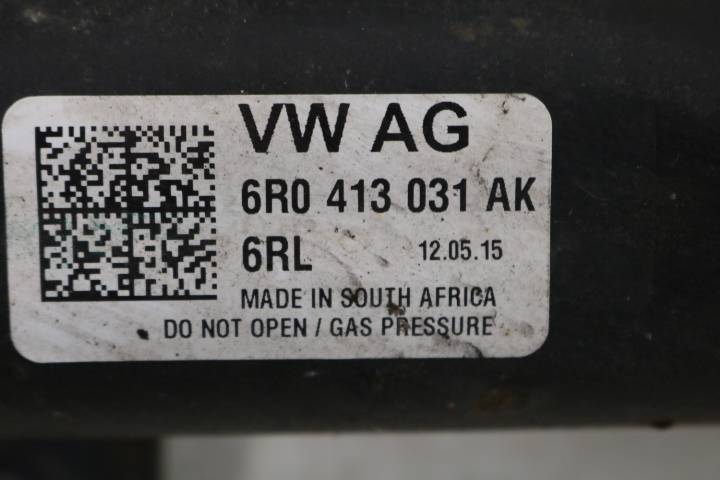 VW AG
6R0 413 031 AK
6RL 12.05.15
MADE IN SOUTH AFRICA
DO NOT OPEN / GAS PRESSURE